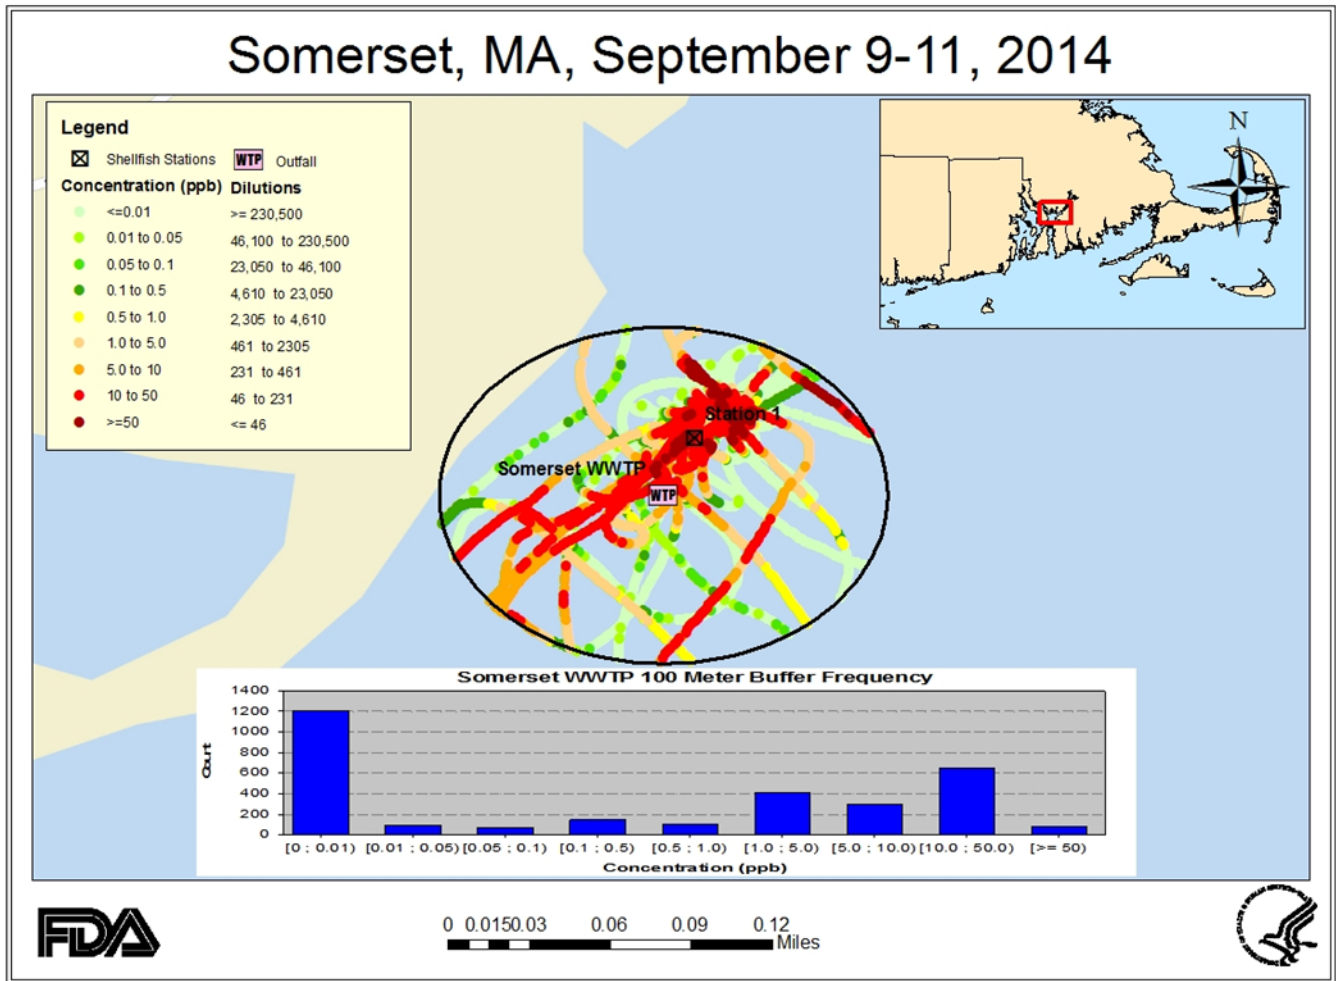 Somerset, MA, September 9-11, 2014
Legend
Shellfish Stations WTP Outfall
Concentration (ppb) Dilutions
<=0.01 >= 230,500
0.01 to 0.05 46,100 to 230,500
0.05 to 0.1 23,050 to 46,100
0.1 to 0.5 4,610 to 23,050
0.5 to 1.0 2,305 to 4,610
1.0 to 5.0 461 to 2305
5.0 to 10 231 to 461
10 to 50 46 to 231
>=50 <= 46
N
Station 1
Somerset WWTP
WTP
Somerset WWTP 100 Meter Buffer Frequency
1400
1200
1000
800
600
400
200
0
Count
[0 ; 0.01) [0.01 ; 0.05) [0.05 ; 0.1) [0.1 ; 0.5) [0.5 ; 1.0) [1.0 ; 5.0) [5.0 ; 10.0) [10.0 ; 50.0) [>= 50)
Concentration (ppb)
FDA
0 0.0150.03 0.06 0.09 0.12
Miles